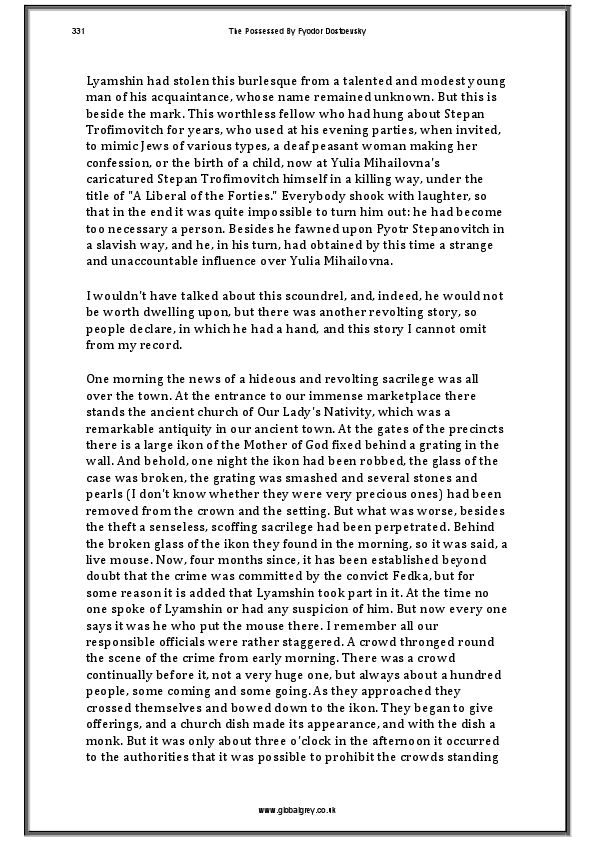 331 The Possessed By Fyodor Dostoevsky
Lyamshin had stolen this burlesque from a talented and modest young
man of his acquaintance, whose name remained unknown. But this is
beside the mark. This worthless fellow who had hung about Stepan
Trofimovitch for years, who used at his evening parties, when invited,
to mimic Jews of various types, a deaf peasant woman making her
confession, or the birth of a child, now at Yulia Mihailovna's
caricatured Stepan Trofimovitch himself in a killing way, under the
title of "A Liberal of the Forties." Everybody shook with laughter, so
that in the end it was quite impossible to turn him out: he had become
too necessary a person. Besides he fawned upon Pyotr Stepanovitch in
a slavish way, and he, in his turn, had obtained by this time a strange
and unaccountable influence over Yulia Mihailovna.
I wouldn't have talked about this scoundrel, and, indeed, he would not
be worth dwelling upon, but there was another revolting story, so
people declare, in which he had a hand, and this story I cannot omit
from my record.
One morning the news of a hideous and revolting sacrilege was all
over the town. At the entrance to our immense marketplace there
stands the ancient church of Our Lady's Nativity, which was a
remarkable antiquity in our ancient town. At the gates of the precincts
there is a large ikon of the Mother of God fixed behind a grating in the
wall. And behold, one night the ikon had been robbed, the glass of the
case was broken, the grating was smashed and several stones and
pearls (I don't know whether they were very precious ones) had been
removed from the crown and the setting. But what was worse, besides
the theft a senseless, scoffing sacrilege had been perpetrated. Behind
the broken glass of the ikon they found in the morning, so it was said, a
live mouse. Now, four months since, it has been established beyond
doubt that the crime was committed by the convict Fedka, but for
some reason it is added that Lyamshin took part in it. At the time no
one spoke of Lyamshin or had any suspicion of him. But now every one
says it was he who put the mouse there. I remember all our
responsible officials were rather staggered. A crowd thronged round
the scene of the crime from early morning. There was a crowd
continually before it, not a very huge one, but always about a hundred
people, some coming and some going. As they approached they
crossed themselves and bowed down to the ikon. They began to give
offerings, and a church dish made its appearance, and with the dish a
monk. But it was only about three o'clock in the afternoon it occurred
to the authorities that it was possible to prohibit the crowds standing
www.globalgrey.co.uk